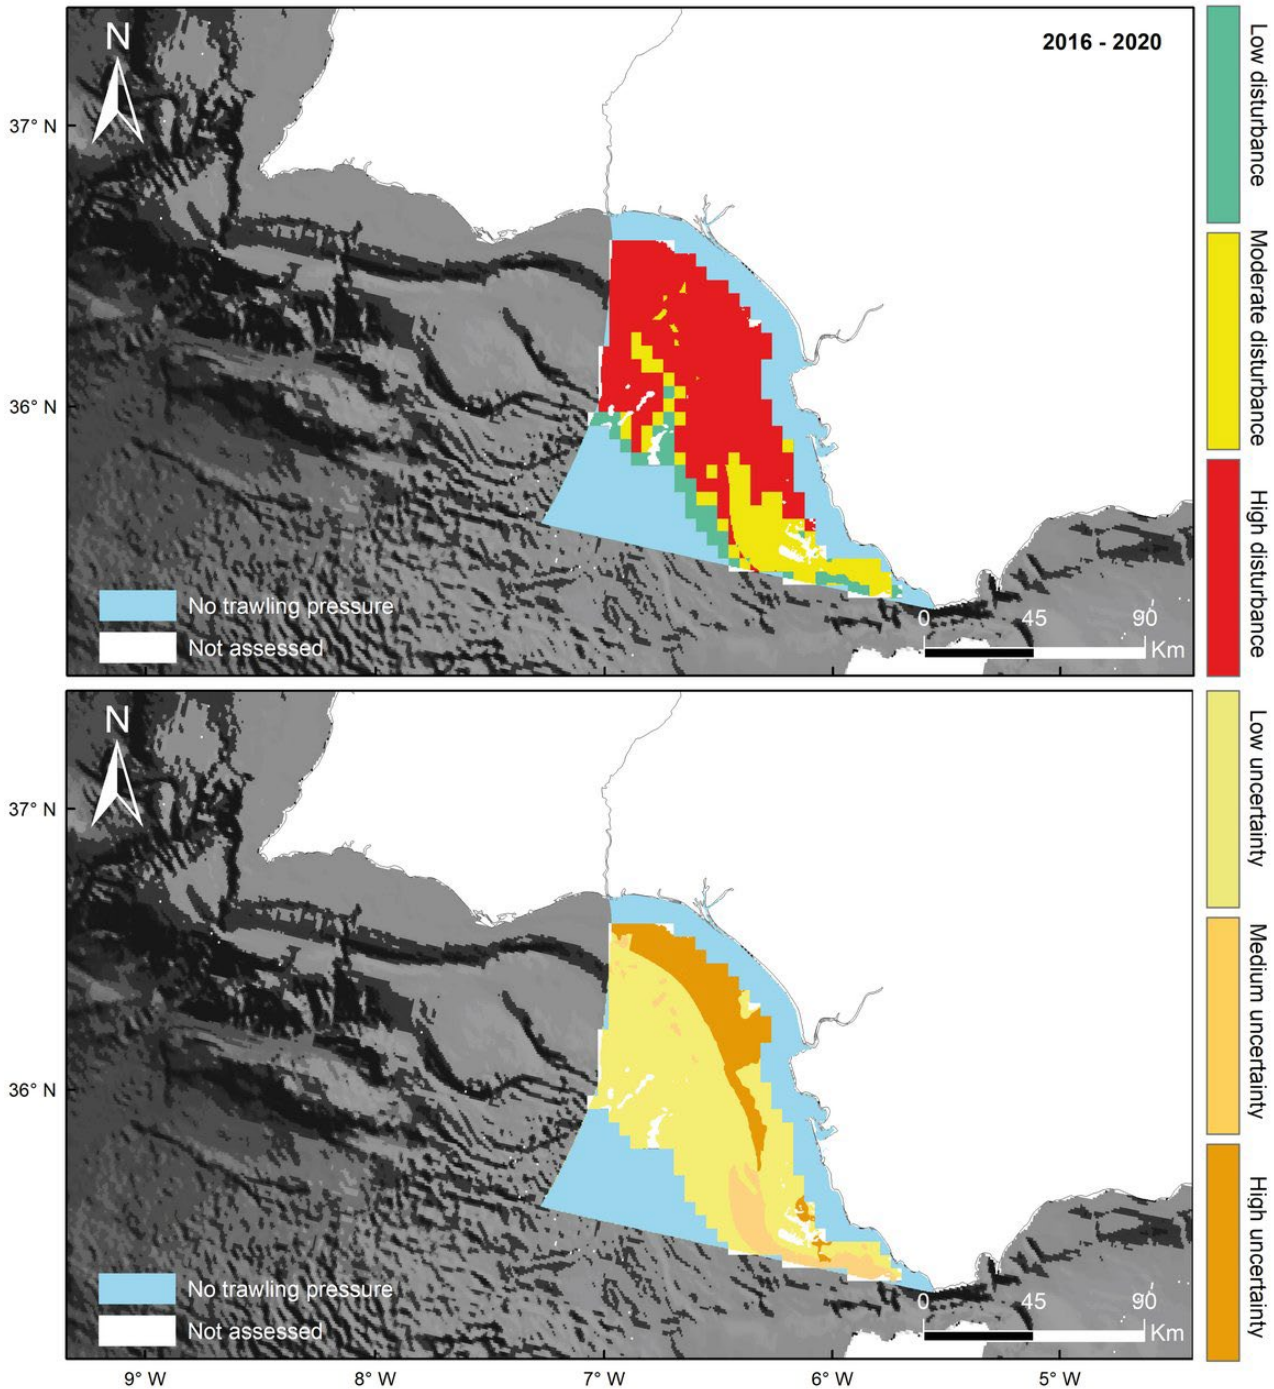 N
2016 - 2020
37° N
36° N
No trawling pressure
Not assessed
0 45 90
Km
Low disturbance
Moderate disturbance
High disturbance
N
37° N
36° N
No trawling pressure
Not assessed
0 45 90
Km
9° W 8° W 7° W 6° W 5° W
Low uncertainty
Medium uncertainty
High uncertainty